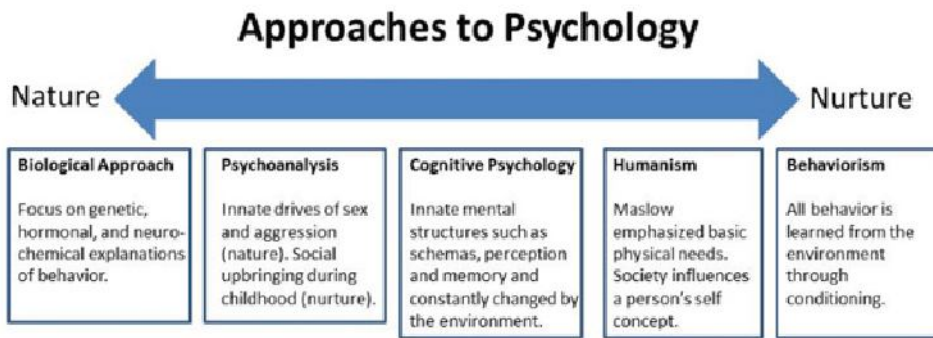 Approaches to Psychology
Nature
Nurture
Biological Approach
Focus on genetic,
hormonal, and neuro-
chemical explanations
of behavior.
Psychoanalysis
Innate drives of sex
and aggression
(nature). Social
upbringing during
childhood (nurture).
Cognitive Psychology
Innate mental
structures such as
schemas, perception
and memory and
constantly changed by
the environment.
Humanism
Maslow
emphasized basic
physical needs.
Society influences
a person's self
concept.
Behaviorism
All behavior is
learned from the
environment
through
conditioning.